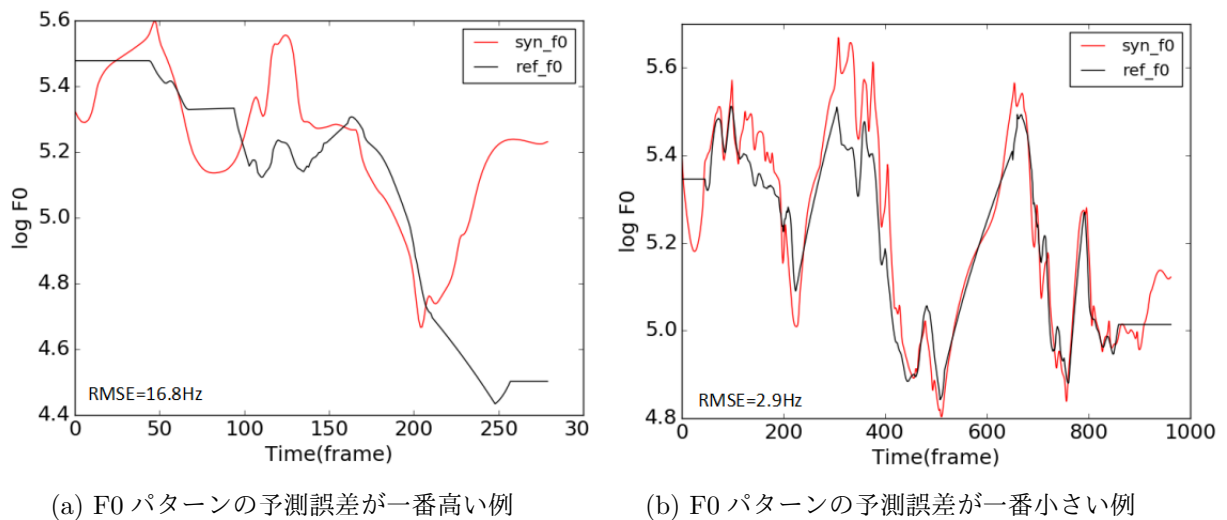 5.6
5.4
5.2
5.0
4.8
4.6
4.4
log F0
syn_f0
ref_f0
RMSE=16.8Hz
0 50 100 150 200 250 30
Time(frame)
(a) F0 パターンの予測誤差が一番高い例
5.6
5.4
5.2
5.0
4.8
log F0
syn_f0
ref_f0
RMSE=2.9Hz
0 200 400 600 800 1000
Time(frame)
(b) F0 パターンの予測誤差が一番小さい例